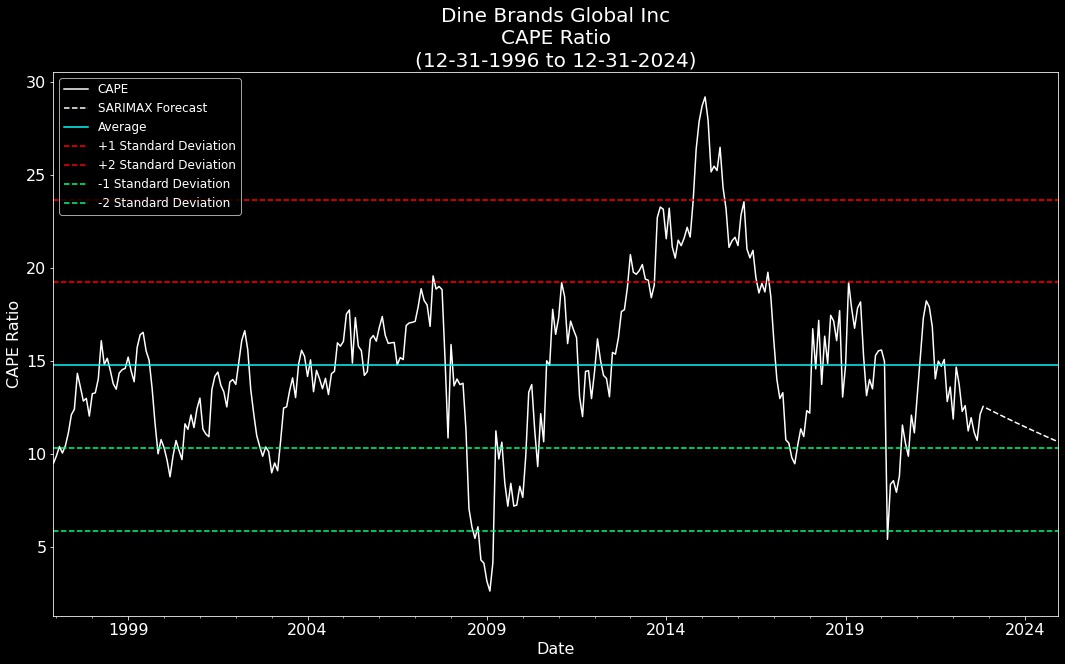 Dine Brands Global Inc
CAPE Ratio
(12-31-1996 to 12-31-2024)
CAPE
SARIMAX Forecast
Average
+1 Standard Deviation
+2 Standard Deviation
-1 Standard Deviation
-2 Standard Deviation
30
25
20
15
10
5
CAPE Ratio
1999
2004
2009
2014
2019
2024
Date